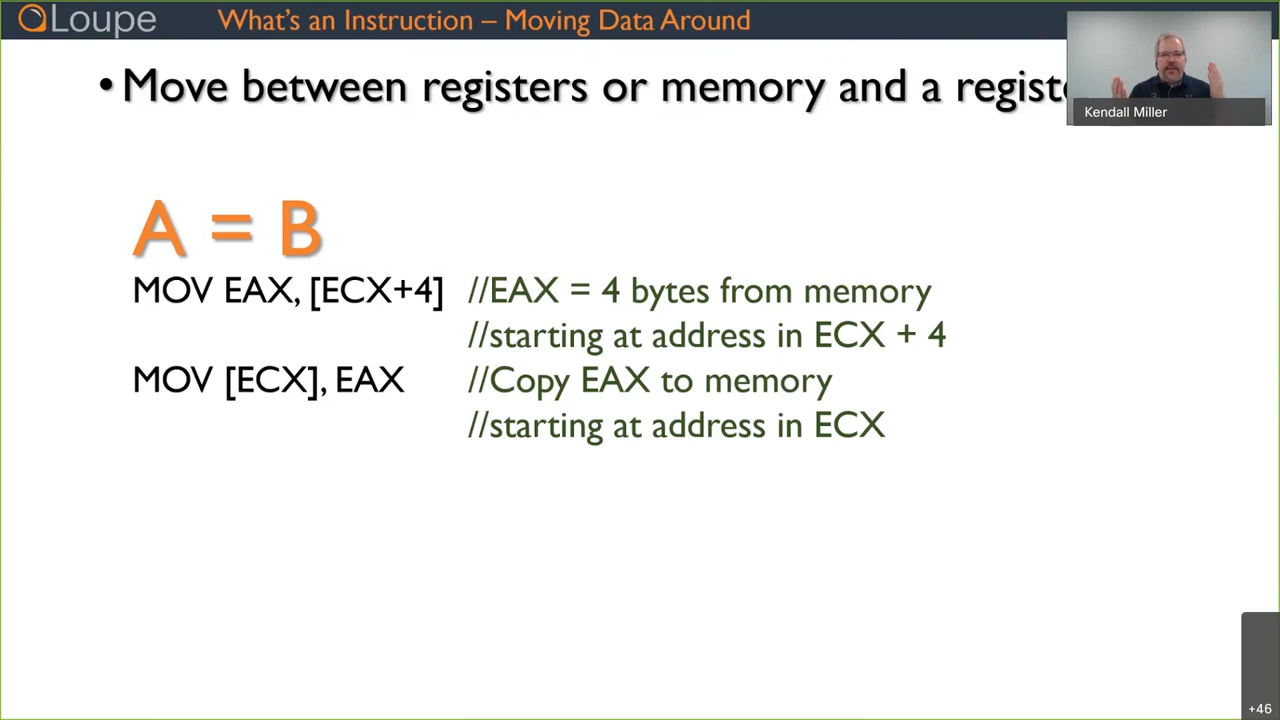 Loupe
What's an Instruction – Moving Data Around
• Move between registers or memory and a
Kendall Miller
A = B
MOV EAX, [ECX+4] //EAX = 4 bytes from memory
//starting at address in ECX + 4
MOV [ECX], EAX //Copy EAX to memory
//starting at address in ECX
+46